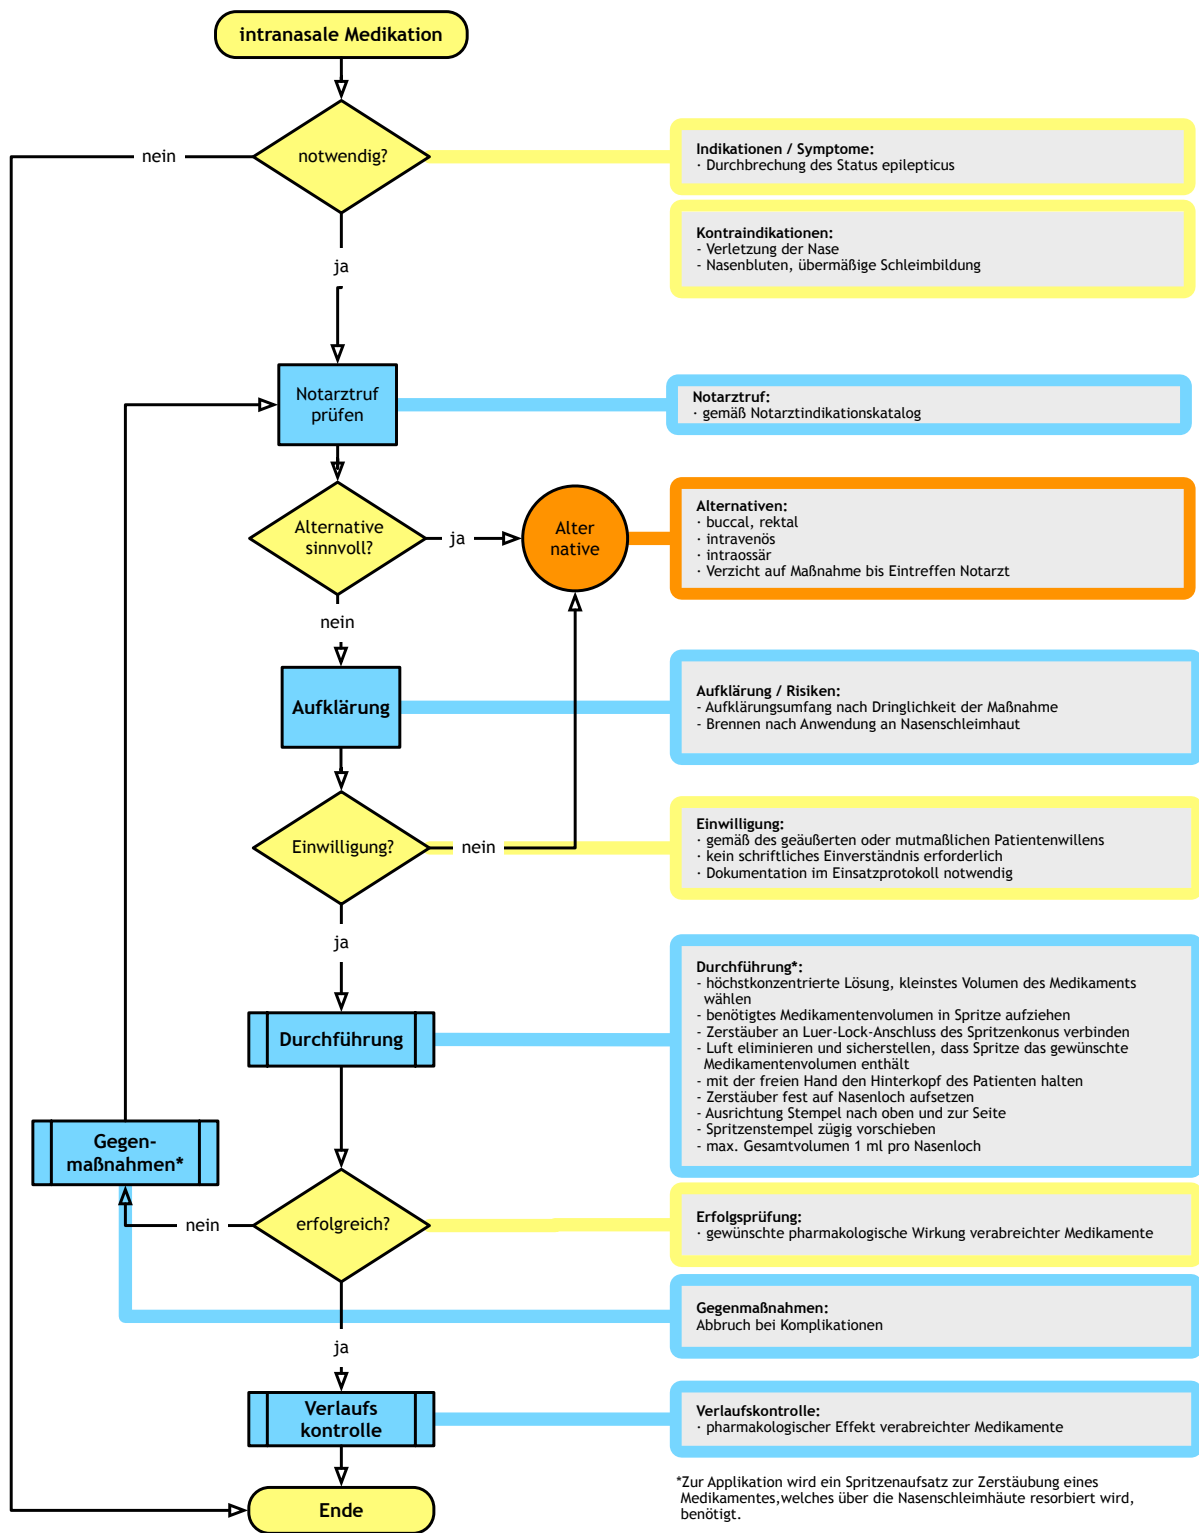 intranasale Medikation
nein
notwendig?
Indikationen / Symptome:
· Durchbrechung des Status epilepticus
Kontraindikationen:
- Verletzung der Nase
- Nasenbluten, übermäßige Schleimbildung
ja
Notarztruf
prüfen
Notarztruf:
· gemäß Notarztindikationskatalog
Alternative
sinnvoll?
ja
Alter
native
Alternativen:
· buccal, rektal
· intravenös
· intraossär
· Verzicht auf Maßnahme bis Eintreffen Notarzt
nein
Aufklärung
Aufklärung / Risiken:
- Aufklärungsumfang nach Dringlichkeit der Maßnahme
- Brennen nach Anwendung an Nasenschleimhaut
Einwilligung?
nein
Einwilligung:
· gemäß des geäußerten oder mutmaßlichen Patientenwillens
· kein schriftliches Einverständnis erforderlich
· Dokumentation im Einsatzprotokoll notwendig
ja
Durchführung
Durchführung*:
- höchstkonzentrierte Lösung, kleinstes Volumen des Medikaments
wählen
- benötigtes Medikamentenvolumen in Spritze aufziehen
- Zerstäuber an Luer-Lock-Anschluss des Spritzenkonus verbinden
- Luft eliminieren und sicherstellen, dass Spritze das gewünschte
Medikamentenvolumen enthält
- mit der freien Hand den Hinterkopf des Patienten halten
- Zerstäuber fest auf Nasenloch aufsetzen
- Ausrichtung Stempel nach oben und zur Seite
- Spritzenstempel zügig vorschieben
- max. Gesamtvolumen 1 ml pro Nasenloch
Gegen-
maßnahmen*
nein
erfolgreich?
Erfolgsprüfung:
· gewünschte pharmakologische Wirkung verabreichter Medikamente
Gegenmaßnahmen:
Abbruch bei Komplikationen
ja
Verlaufs
kontrolle
Verlaufskontrolle:
· pharmakologischer Effekt verabreichter Medikamente
Ende
*Zur Applikation wird ein Spritzenaufsatz zur Zerstäubung eines
Medikamentes,welches über die Nasenschleimhäute resorbiert wird,
benötigt.